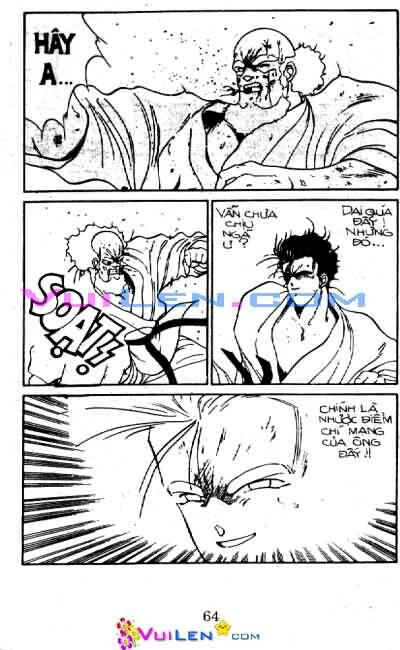 HÂY
A...
SOẠT!!
DAI QUÁ
ĐẤY!
NHƯNG
ĐÓ...
VẪN CHƯA
CHỊU
NGÃ
Ư?
VUILEN.COM
CHÍNH LÀ
NHƯỢC ĐIỂM
CHÍ MẠNG
CỦA ÔNG
ĐẤY!!
64
VUILEN.COM